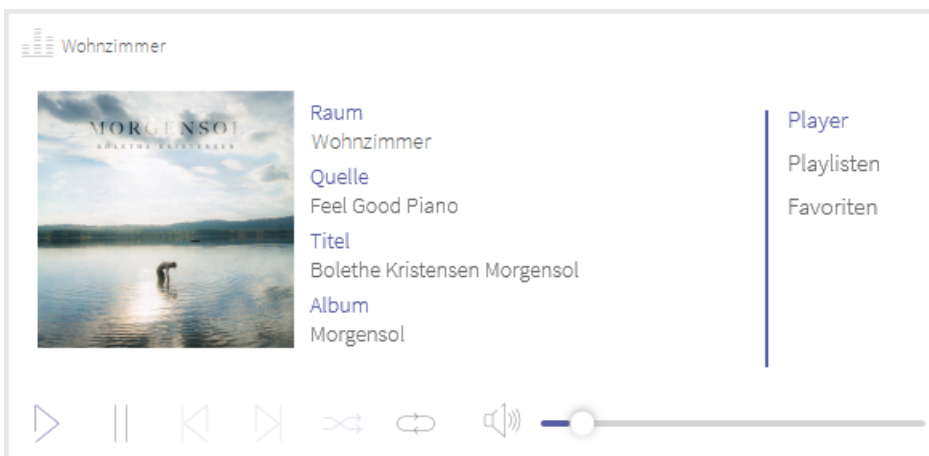 Wohnzimmer
MORGENSOL
BOLETHE KRISTENSEN
Raum
Wohnzimmer
Quelle
Feel Good Piano
Titel
Bolethe Kristensen Morgensol
Album
Morgensol
Player
Playlisten
Favoriten